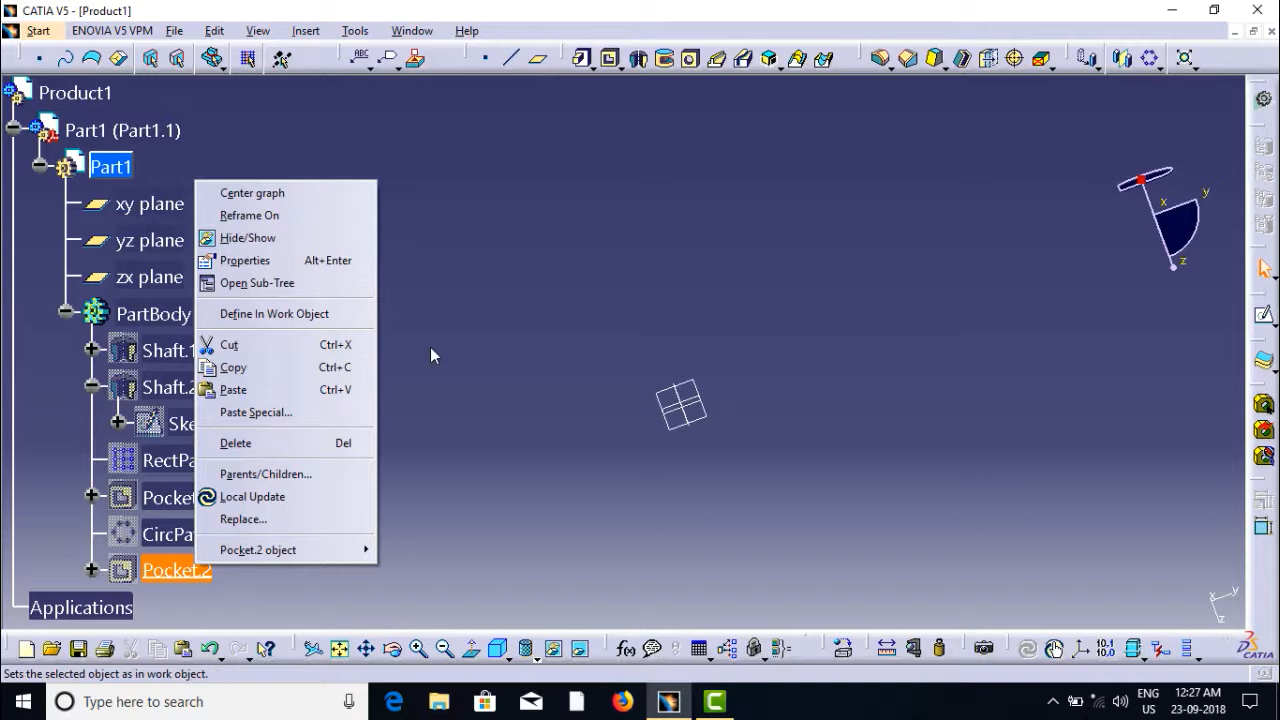 CATIA V5 - [Product1]
Start ENOVIA V5 VPM File Edit View Insert Tools Window Help
ABC
Product1
Part1 (Part1.1)
Part1
xy plane
yz plane
zx plane
PartBody
Shaft.1
Shaft.2
Ske
RectPa
Pocket
CircPa
Pocket.2
Applications
Center graph
Reframe On
Hide/Show
Properties Alt+Enter
Open Sub-Tree
Define In Work Object
Cut Ctrl+X
Copy Ctrl+C
Paste Ctrl+V
Paste Special...
Delete Del
Parents/Children...
Local Update
Replace...
Pocket.2 object
y
x
z
x y
z
f(x)
10.1
CATIA
Sets the selected object as in work object.
Type here to search
ENG
US
12:27 AM
23-09-2018